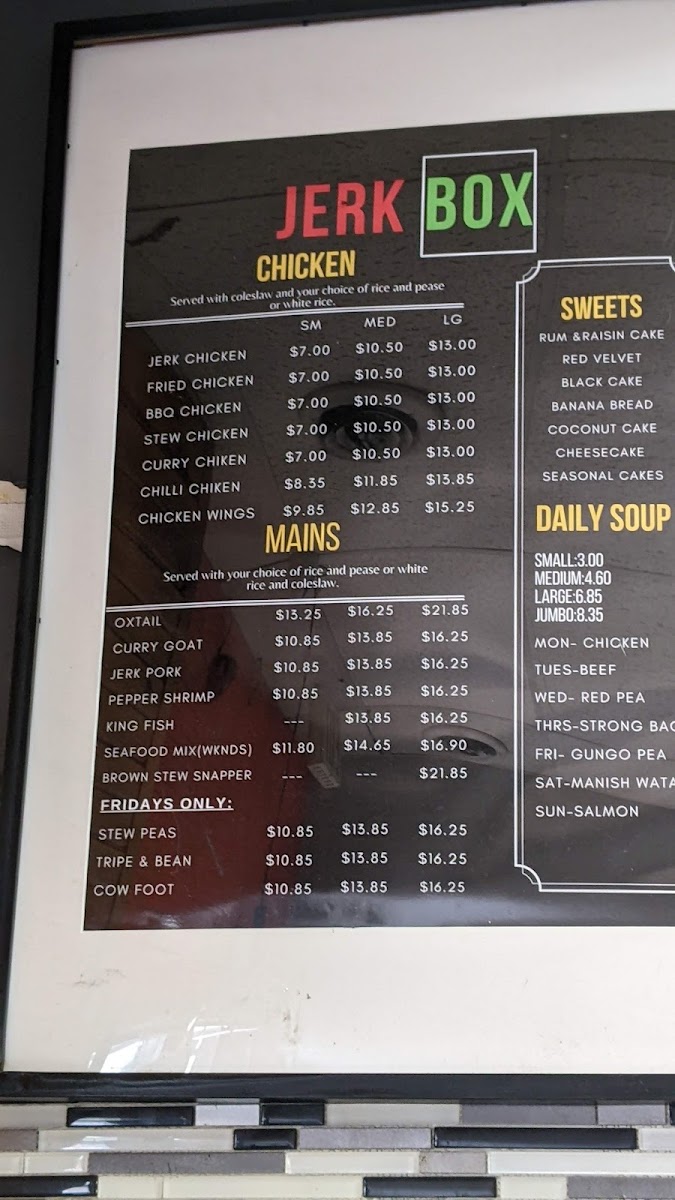 JERK BOX
CHICKEN
Served with coleslaw and your choice of rice and pease
or white rice.
SM MED LG
JERK CHICKEN $7.00 $10.50 $13.00
FRIED CHICKEN $7.00 $10.50 $13.00
BBQ CHICKEN $7.00 $10.50 $13.00
STEW CHICKEN $7.00 $10.50 $13.00
CURRY CHIKEN $7.00 $10.50 $13.00
CHILLI CHIKEN $8.35 $11.85 $13.85
CHICKEN WINGS $9.85 $12.85 $15.25
MAINS
Served with your choice of rice and pease or white
rice and coleslaw.
OXTAIL $13.25 $16.25 $21.85
CURRY GOAT $10.85 $13.85 $16.25
JERK PORK $10.85 $13.85 $16.25
PEPPER SHRIMP $10.85 $13.85 $16.25
KING FISH --- $13.85 $16.25
SEAFOOD MIX(WKNDS) $11.80 $14.65 $16.90
BROWN STEW SNAPPER --- --- $21.85
FRIDAYS ONLY:
STEW PEAS $10.85 $13.85 $16.25
TRIPE & BEAN $10.85 $13.85 $16.25
COW FOOT $10.85 $13.85 $16.25
SWEETS
RUM &RAISIN CAKE
RED VELVET
BLACK CAKE
BANANA BREAD
COCONUT CAKE
CHEESECAKE
SEASONAL CAKES
DAILY SOUP
SMALL:3.00
MEDIUM:4.60
LARGE:6.85
JUMBO:8.35
MON- CHICKEN
TUES-BEEF
WED- RED PEA
THRS-STRONG BAC
FRI- GUNGO PEA
SAT-MANISH WATA
SUN-SALMON